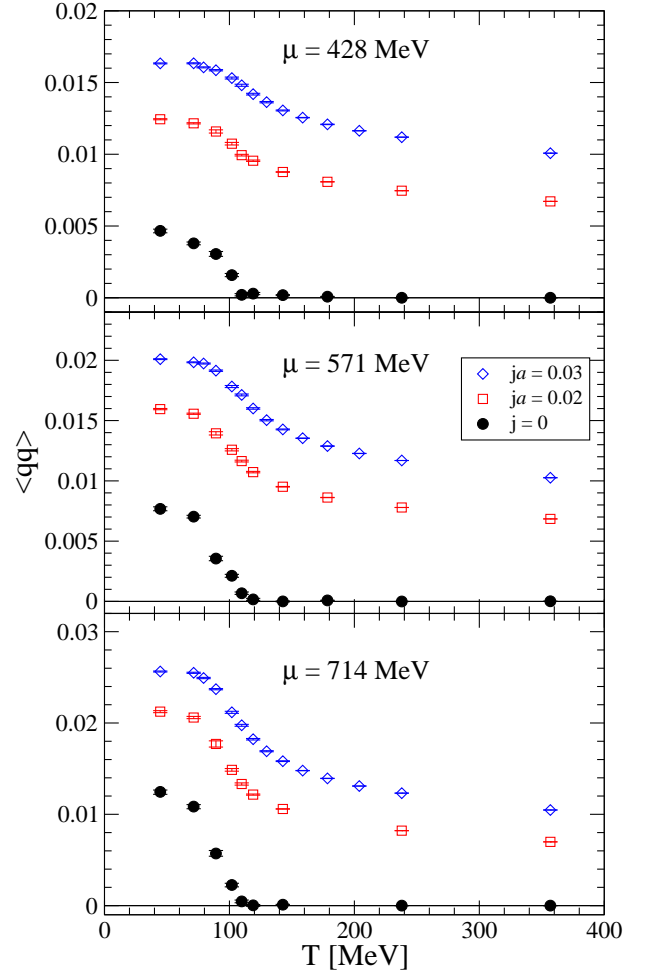 0.02
μ = 428 MeV
0.015
0.01
0.005
0
μ = 571 MeV
0.02
ja = 0.03
ja = 0.02
j = 0
0.015
0.01
0.005
0
<qq>
μ = 714 MeV
0.03
0.02
0.01
0
0 100 200 300 400
T [MeV]